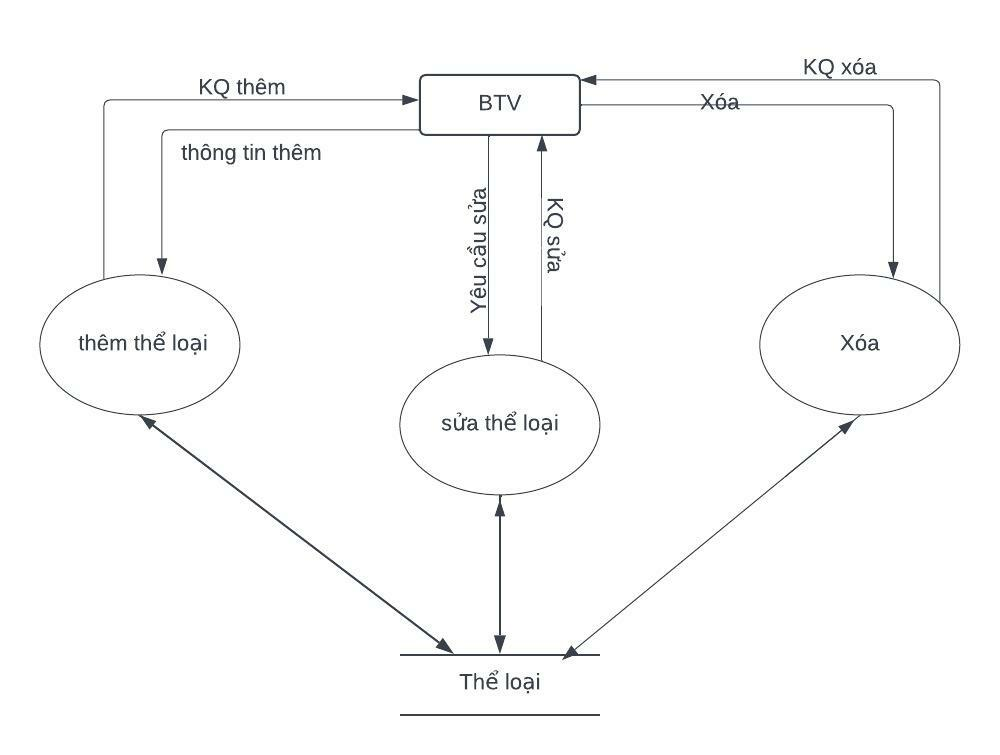 KQ xóa
KQ thêm
BTV
Xóa
thông tin thêm
Yêu cầu sửa
KQ sửa
thêm thể loại
Xóa
sửa thể loại
Thể loại